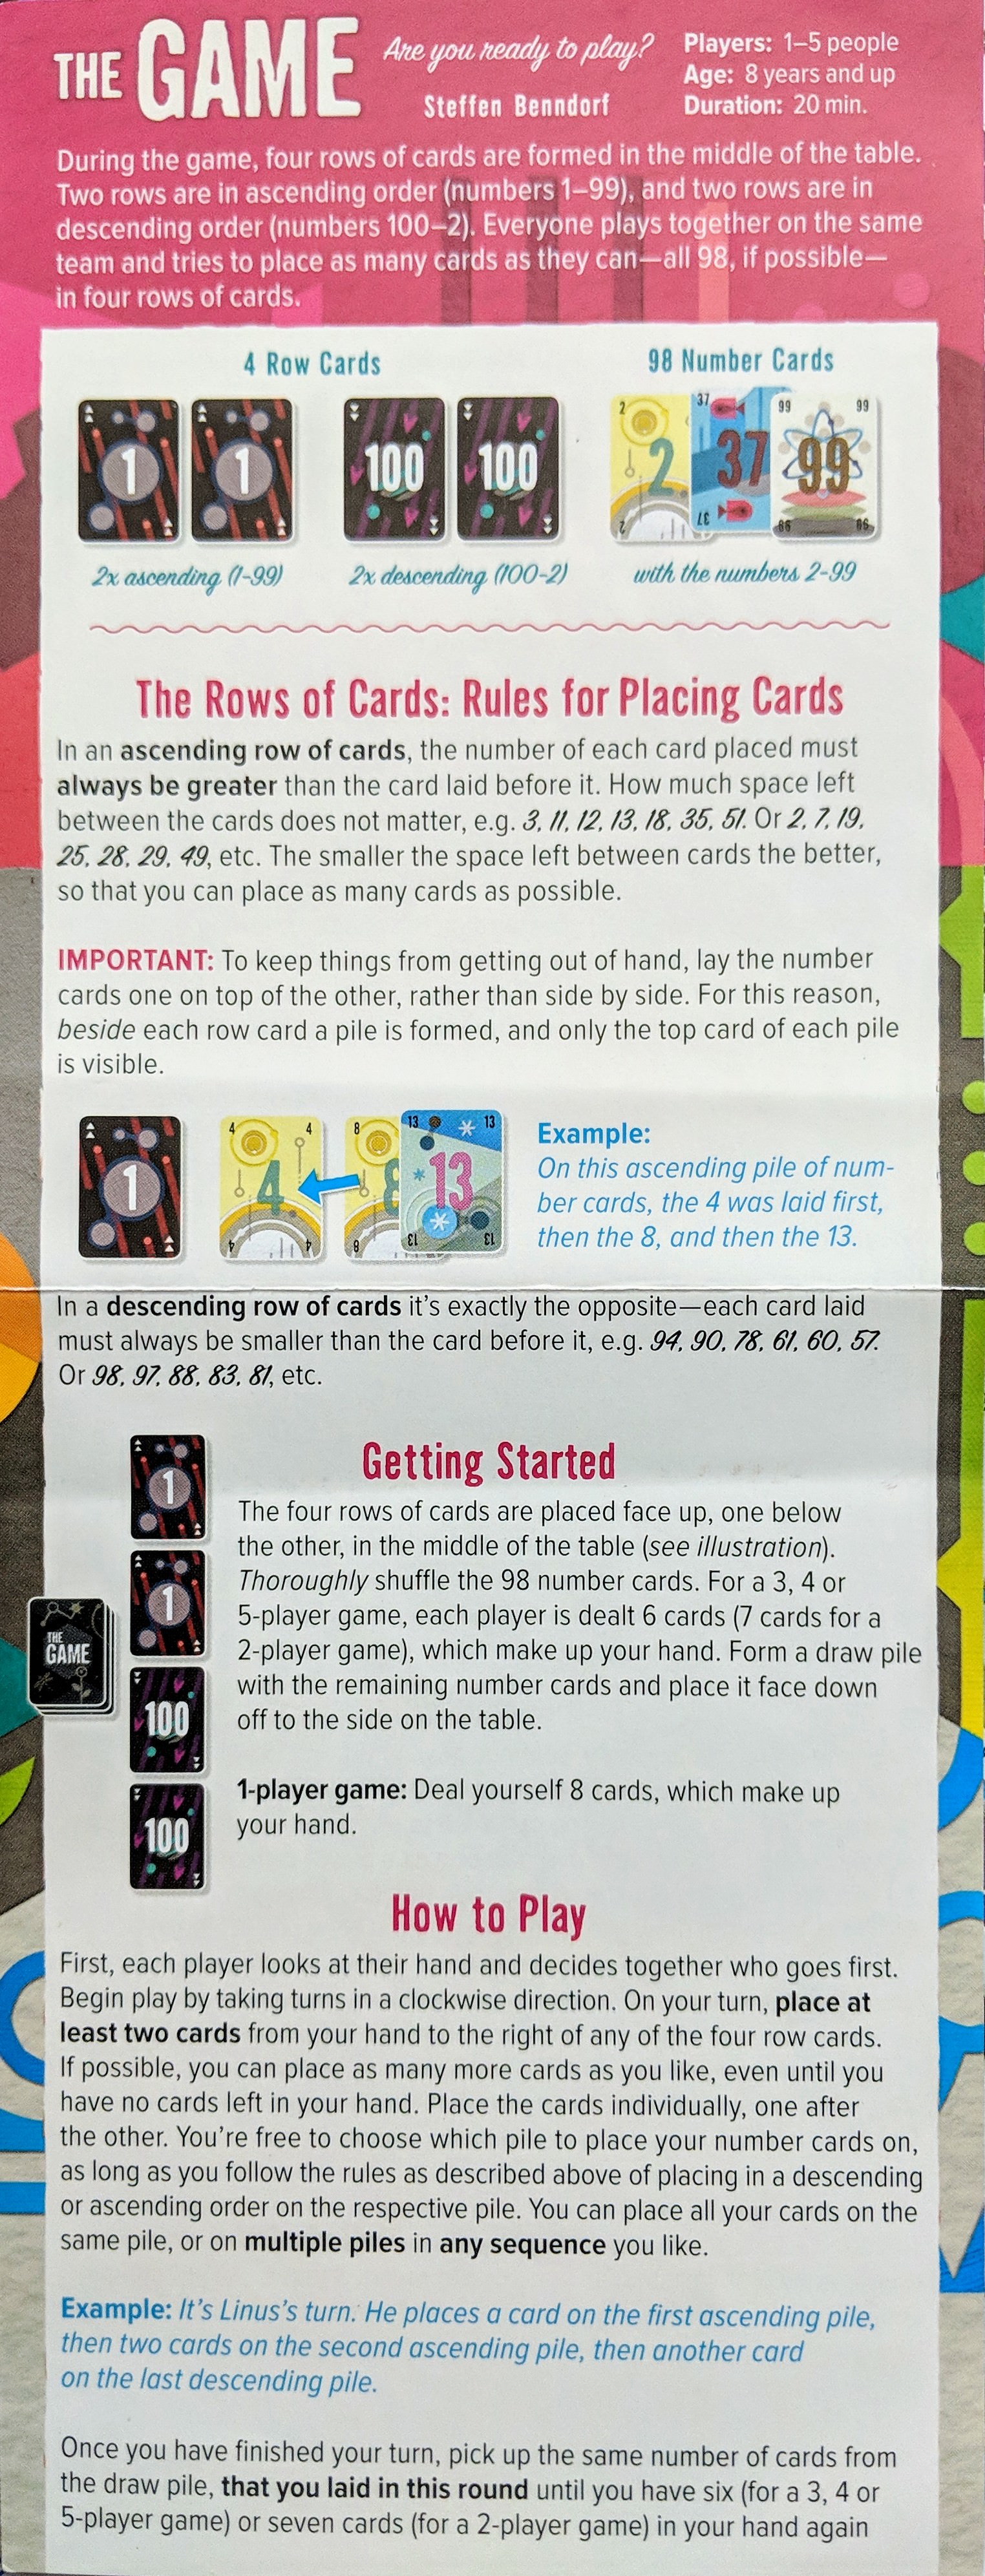 THE GAME
Are you ready to play?
Steffen Benndorf
Players: 1–5 people
Age: 8 years and up
Duration: 20 min.
During the game, four rows of cards are formed in the middle of the table.
Two rows are in ascending order (numbers 1–99), and two rows are in
descending order (numbers 100–2). Everyone plays together on the same
team and tries to place as many cards as they can—all 98, if possible—
in four rows of cards.
4 Row Cards
98 Number Cards
1 1 100 100
2 2 2
37 37 37
99 99 99 99 99
2x ascending (1-99)
2x descending (100-2)
with the numbers 2-99
The Rows of Cards: Rules for Placing Cards
In an ascending row of cards, the number of each card placed must
always be greater than the card laid before it. How much space left
between the cards does not matter, e.g. 3, 11, 12, 13, 18, 35, 51. Or 2, 7, 19,
25, 28, 29, 49, etc. The smaller the space left between cards the better,
so that you can place as many cards as possible.
IMPORTANT: To keep things from getting out of hand, lay the number
cards one on top of the other, rather than side by side. For this reason,
beside each row card a pile is formed, and only the top card of each pile
is visible.
1
4 4 4 4 4
8 8 8
13 13 13 13 13
Example:
On this ascending pile of num-
ber cards, the 4 was laid first,
then the 8, and then the 13.
In a descending row of cards it's exactly the opposite—each card laid
must always be smaller than the card before it, e.g. 94, 90, 78, 61, 60, 57.
Or 98, 97, 88, 83, 81, etc.
1
1
THE GAME
100
100
Getting Started
The four rows of cards are placed face up, one below
the other, in the middle of the table (see illustration).
Thoroughly shuffle the 98 number cards. For a 3, 4 or
5-player game, each player is dealt 6 cards (7 cards for a
2-player game), which make up your hand. Form a draw pile
with the remaining number cards and place it face down
off to the side on the table.
1-player game: Deal yourself 8 cards, which make up
your hand.
How to Play
First, each player looks at their hand and decides together who goes first.
Begin play by taking turns in a clockwise direction. On your turn, place at
least two cards from your hand to the right of any of the four row cards.
If possible, you can place as many more cards as you like, even until you
have no cards left in your hand. Place the cards individually, one after
the other. You're free to choose which pile to place your number cards on,
as long as you follow the rules as described above of placing in a descending
or ascending order on the respective pile. You can place all your cards on the
same pile, or on multiple piles in any sequence you like.
Example: It's Linus's turn. He places a card on the first ascending pile,
then two cards on the second ascending pile, then another card
on the last descending pile.
Once you have finished your turn, pick up the same number of cards from
the draw pile, that you laid in this round until you have six (for a 3, 4 or
5-player game) or seven cards (for a 2-player game) in your hand again